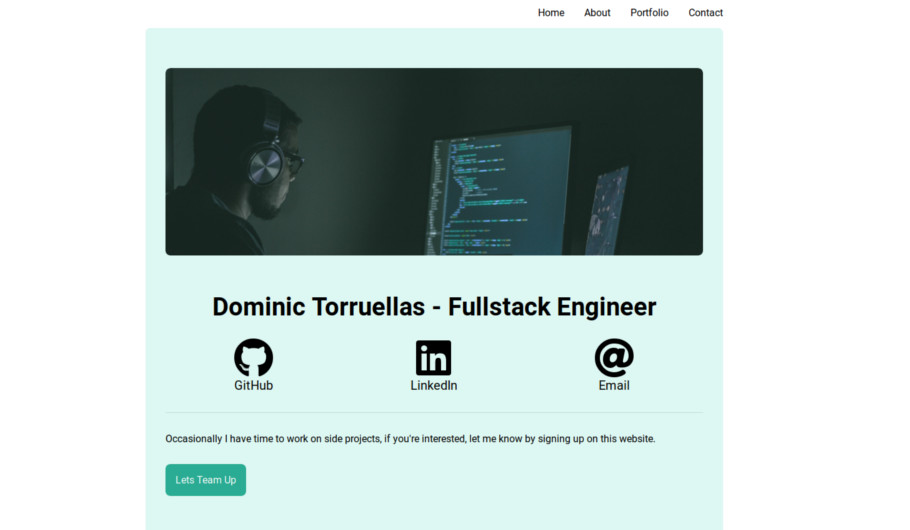 Home About Portfolio Contact
Dominic Torruellas - Fullstack Engineer
GitHub LinkedIn Email
Occasionally I have time to work on side projects, if you're interested, let me know by signing up on this website.
Lets Team Up